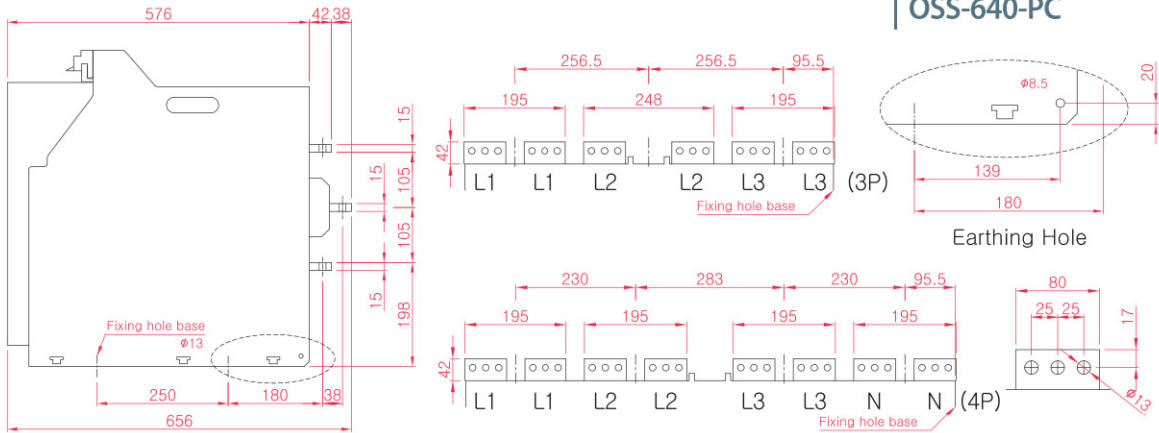 OSS-640-PC
576 42 38
15
105
15
105
15
198
Fixing hole base
ø13
250 180 38
656
256.5 256.5 95.5
195 248 195
42
L1 L1 L2 L2 L3 L3 (3P)
Fixing hole base
ø8.5
20
139
180
Earthing Hole
230 283 230 95.5
195 195 195 195
42
L1 L1 L2 L2 L3 L3 N N (4P)
Fixing hole base
80
25 25
17
ø13